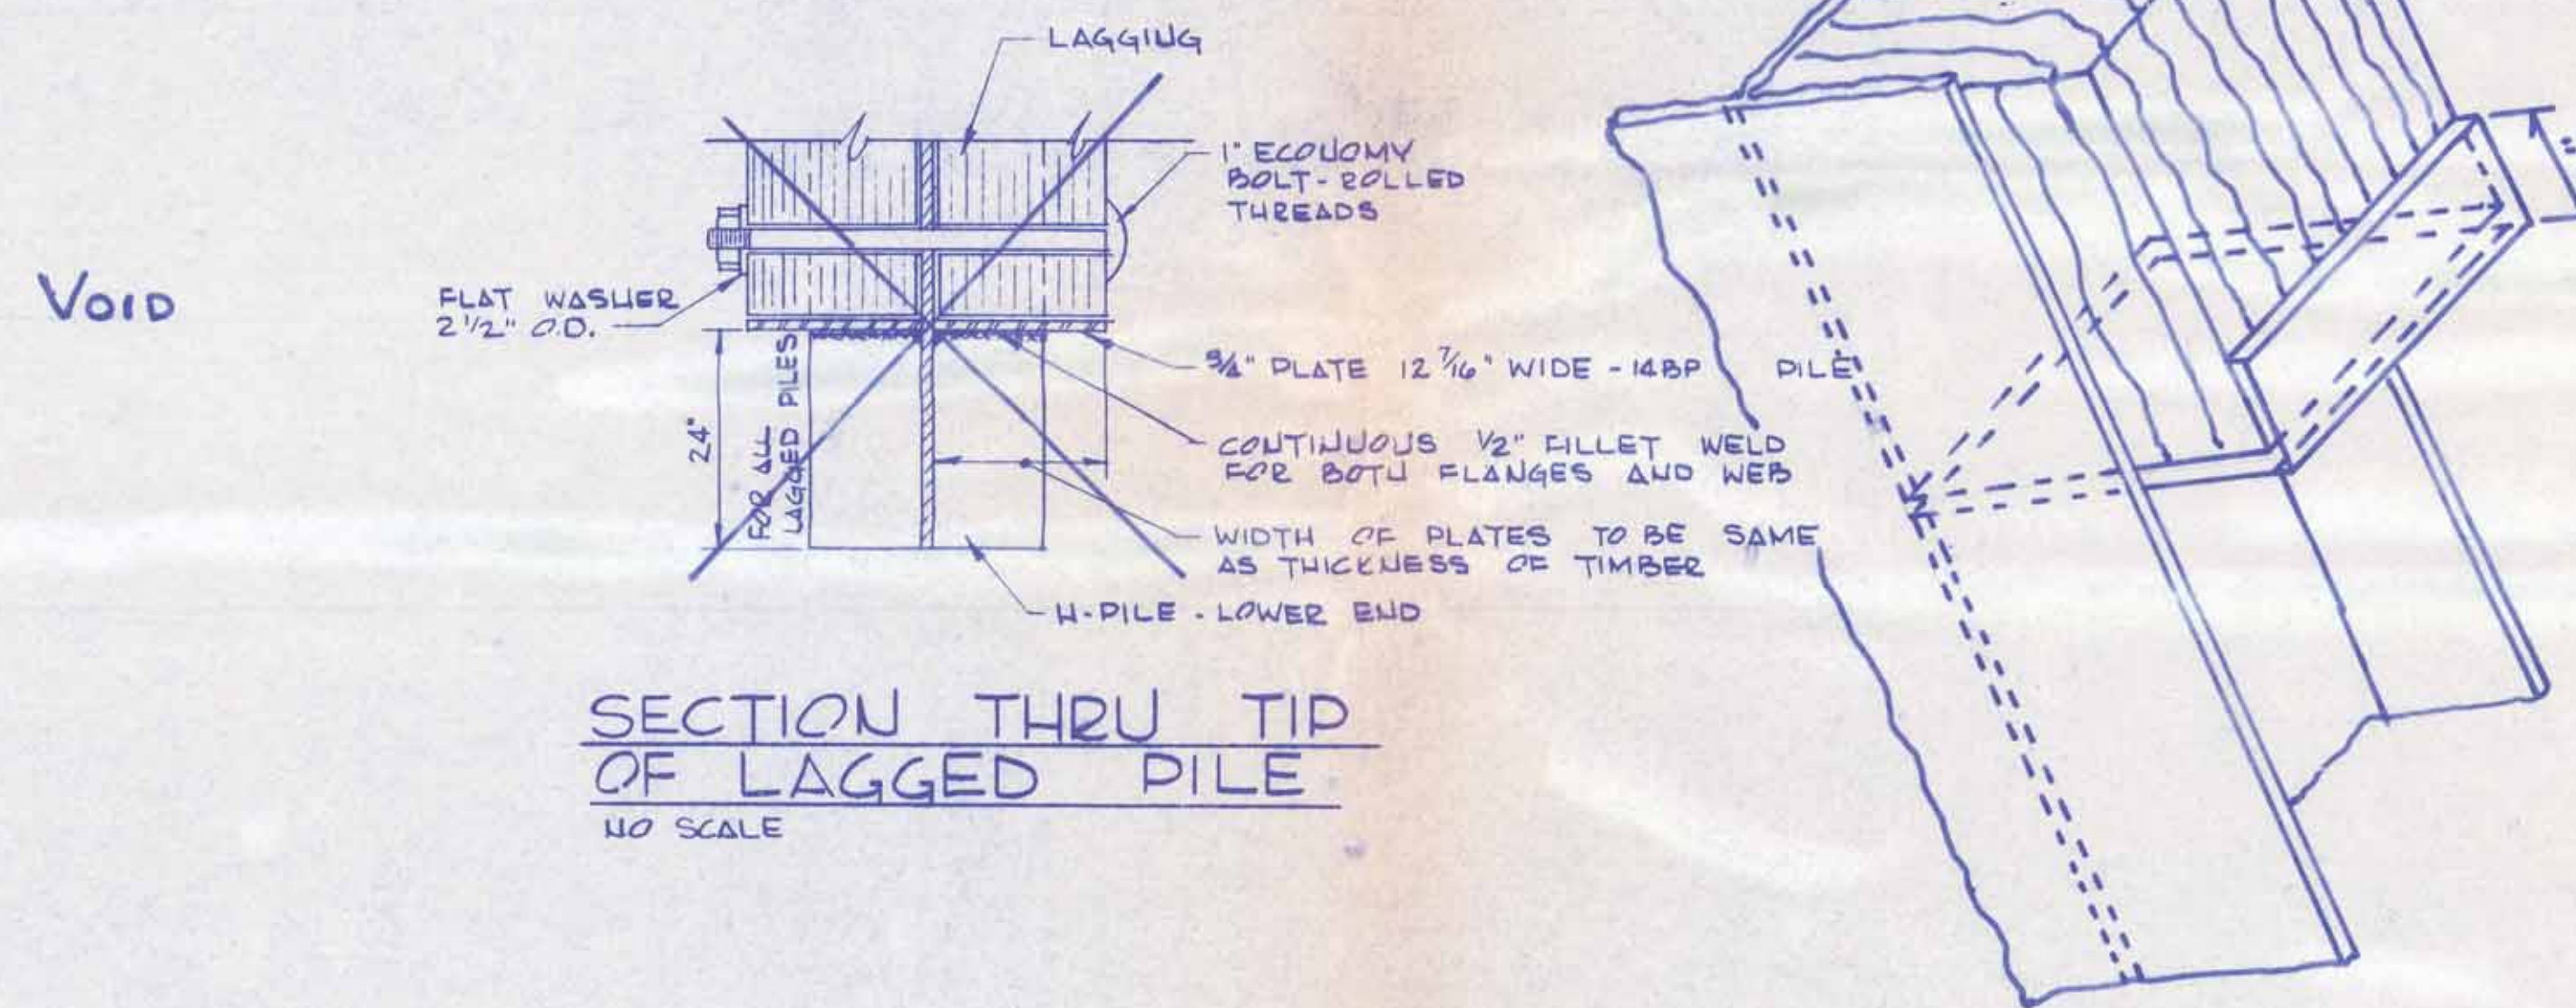 LAGGING
1" ECONOMY
BOLT-ROLLED
THREADS
VOID
FLAT WASHER
2 1/2" O.D.
3/4" PLATE 12 7/16" WIDE - 14BP PILE
24"
FOR ALL
LAGGED PILES
CONTINUOUS 1/2" FILLET WELD
FOR BOTH FLANGES AND WEB
WIDTH OF PLATES TO BE SAME
AS THICKNESS OF TIMBER
H-PILE - LOWER END
SECTION THRU TIP
OF LAGGED PILE
NO SCALE